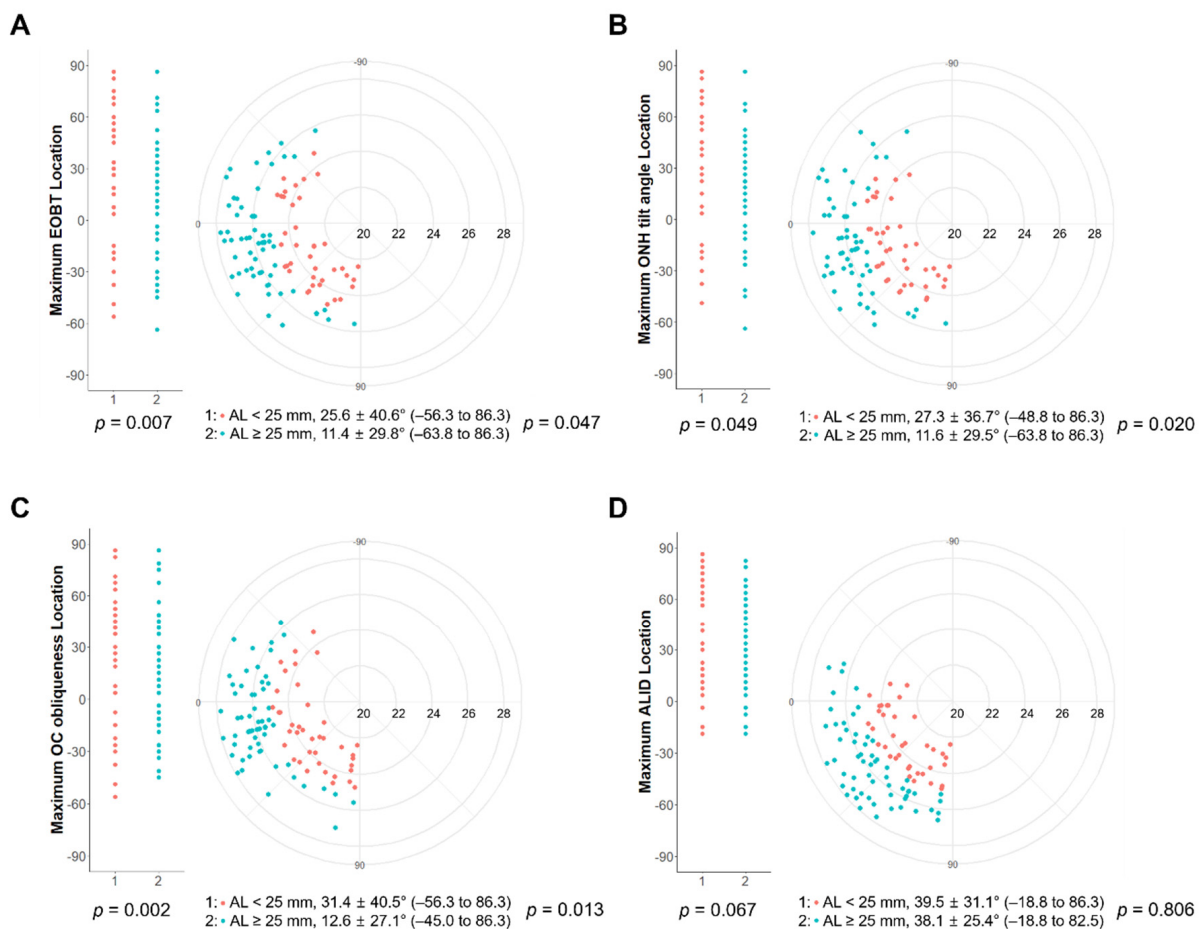 A
Maximum EOBT Location
90
60
30
0
-30
-60
-90
1 2
p = 0.007
-90
0
20 22 24 26 28
90
1: AL < 25 mm, 25.6 ± 40.6° (–56.3 to 86.3)
2: AL ≥ 25 mm, 11.4 ± 29.8° (–63.8 to 86.3)
p = 0.047
B
Maximum ONH tilt angle Location
90
60
30
0
-30
-60
-90
1 2
p = 0.049
-90
0
20 22 24 26 28
90
1: AL < 25 mm, 27.3 ± 36.7° (–48.8 to 86.3)
2: AL ≥ 25 mm, 11.6 ± 29.5° (–63.8 to 86.3)
p = 0.020
C
Maximum OC obliqueness Location
90
60
30
0
-30
-60
-90
1 2
p = 0.002
-90
0
20 22 24 26 28
90
1: AL < 25 mm, 31.4 ± 40.5° (–56.3 to 86.3)
2: AL ≥ 25 mm, 12.6 ± 27.1° (–45.0 to 86.3)
p = 0.013
D
Maximum ALID Location
90
60
30
0
-30
-60
-90
1 2
p = 0.067
-90
0
20 22 24 26 28
90
1: AL < 25 mm, 39.5 ± 31.1° (–18.8 to 86.3)
2: AL ≥ 25 mm, 38.1 ± 25.4° (–18.8 to 82.5)
p = 0.806